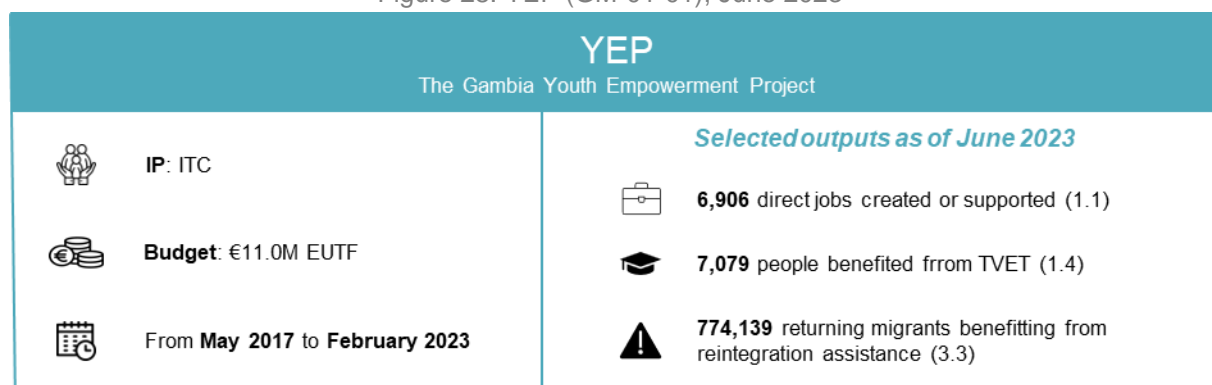 YEP
The Gambia Youth Empowerment Project
IP: ITC
Budget: €11.0M EUTF
From May 2017 to February 2023
Selected outputs as of June 2023
6,906 direct jobs created or supported (1.1)
7,079 people benefited frrom TVET (1.4)
774,139 returning migrants benefitting from
reintegration assistance (3.3)